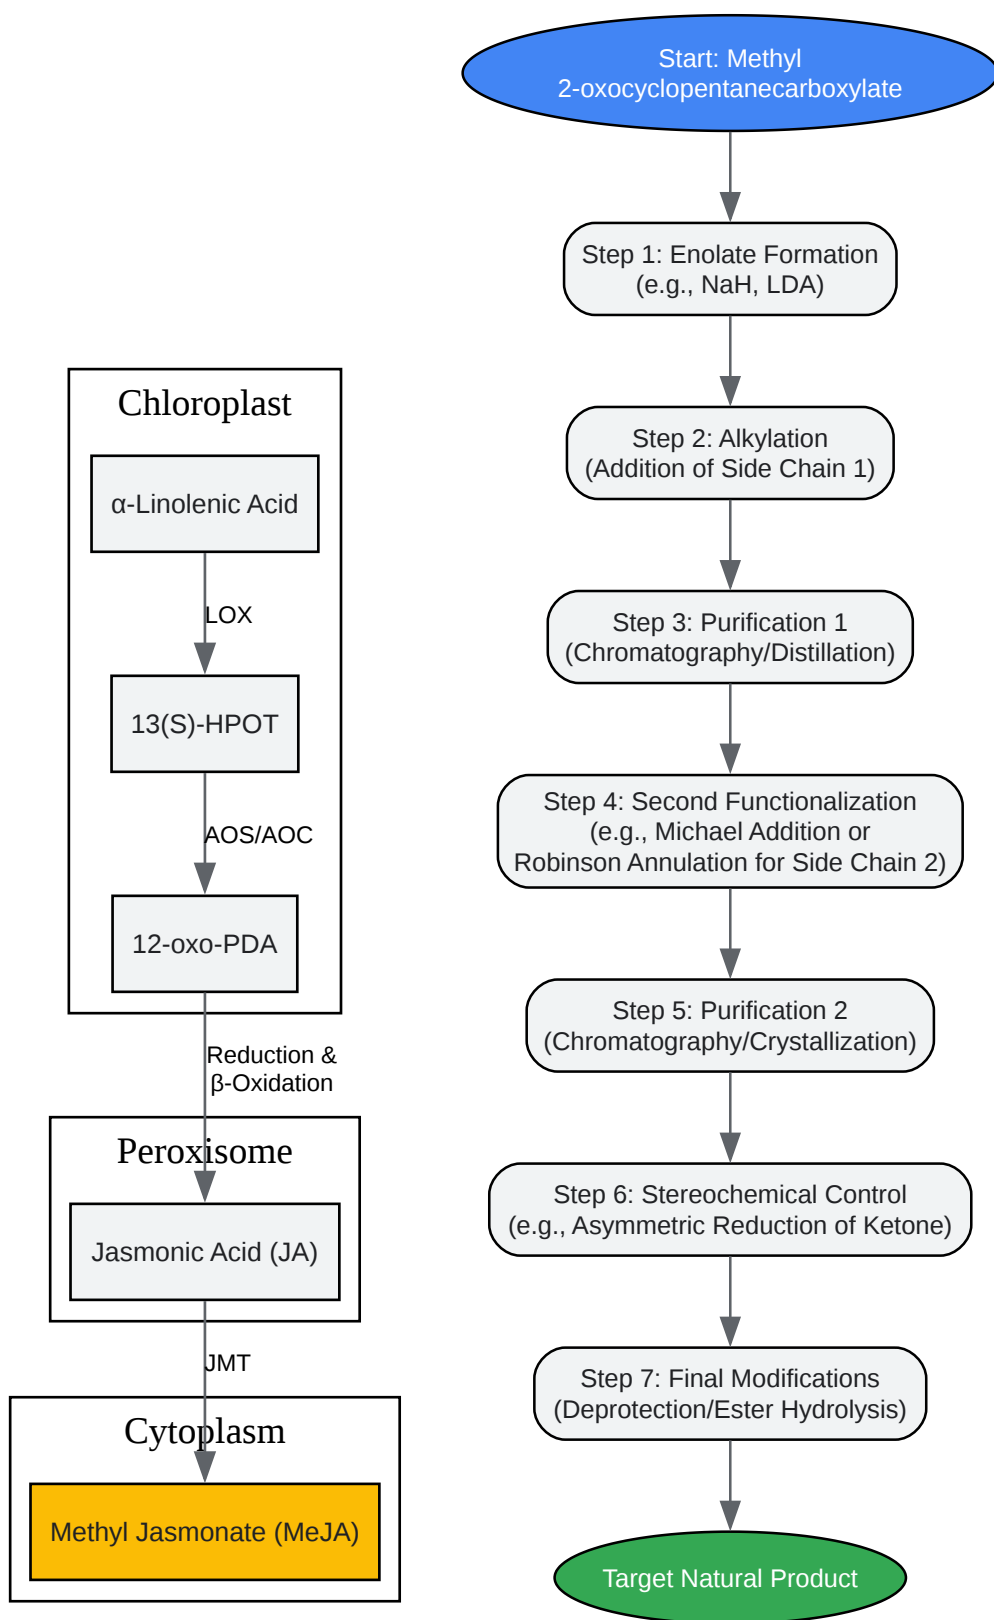 Chloroplast
α-Linolenic Acid
LOX
13(S)-HPOT
AOS/AOC
12-oxo-PDA
Reduction &
β-Oxidation
Peroxisome
Jasmonic Acid (JA)
JMT
Cytoplasm
Methyl Jasmonate (MeJA)
Start: Methyl
2-oxocyclopentanecarboxylate
Step 1: Enolate Formation
(e.g., NaH, LDA)
Step 2: Alkylation
(Addition of Side Chain 1)
Step 3: Purification 1
(Chromatography/Distillation)
Step 4: Second Functionalization
(e.g., Michael Addition or
Robinson Annulation for Side Chain 2)
Step 5: Purification 2
(Chromatography/Crystallization)
Step 6: Stereochemical Control
(e.g., Asymmetric Reduction of Ketone)
Step 7: Final Modifications
(Deprotection/Ester Hydrolysis)
Target Natural Product